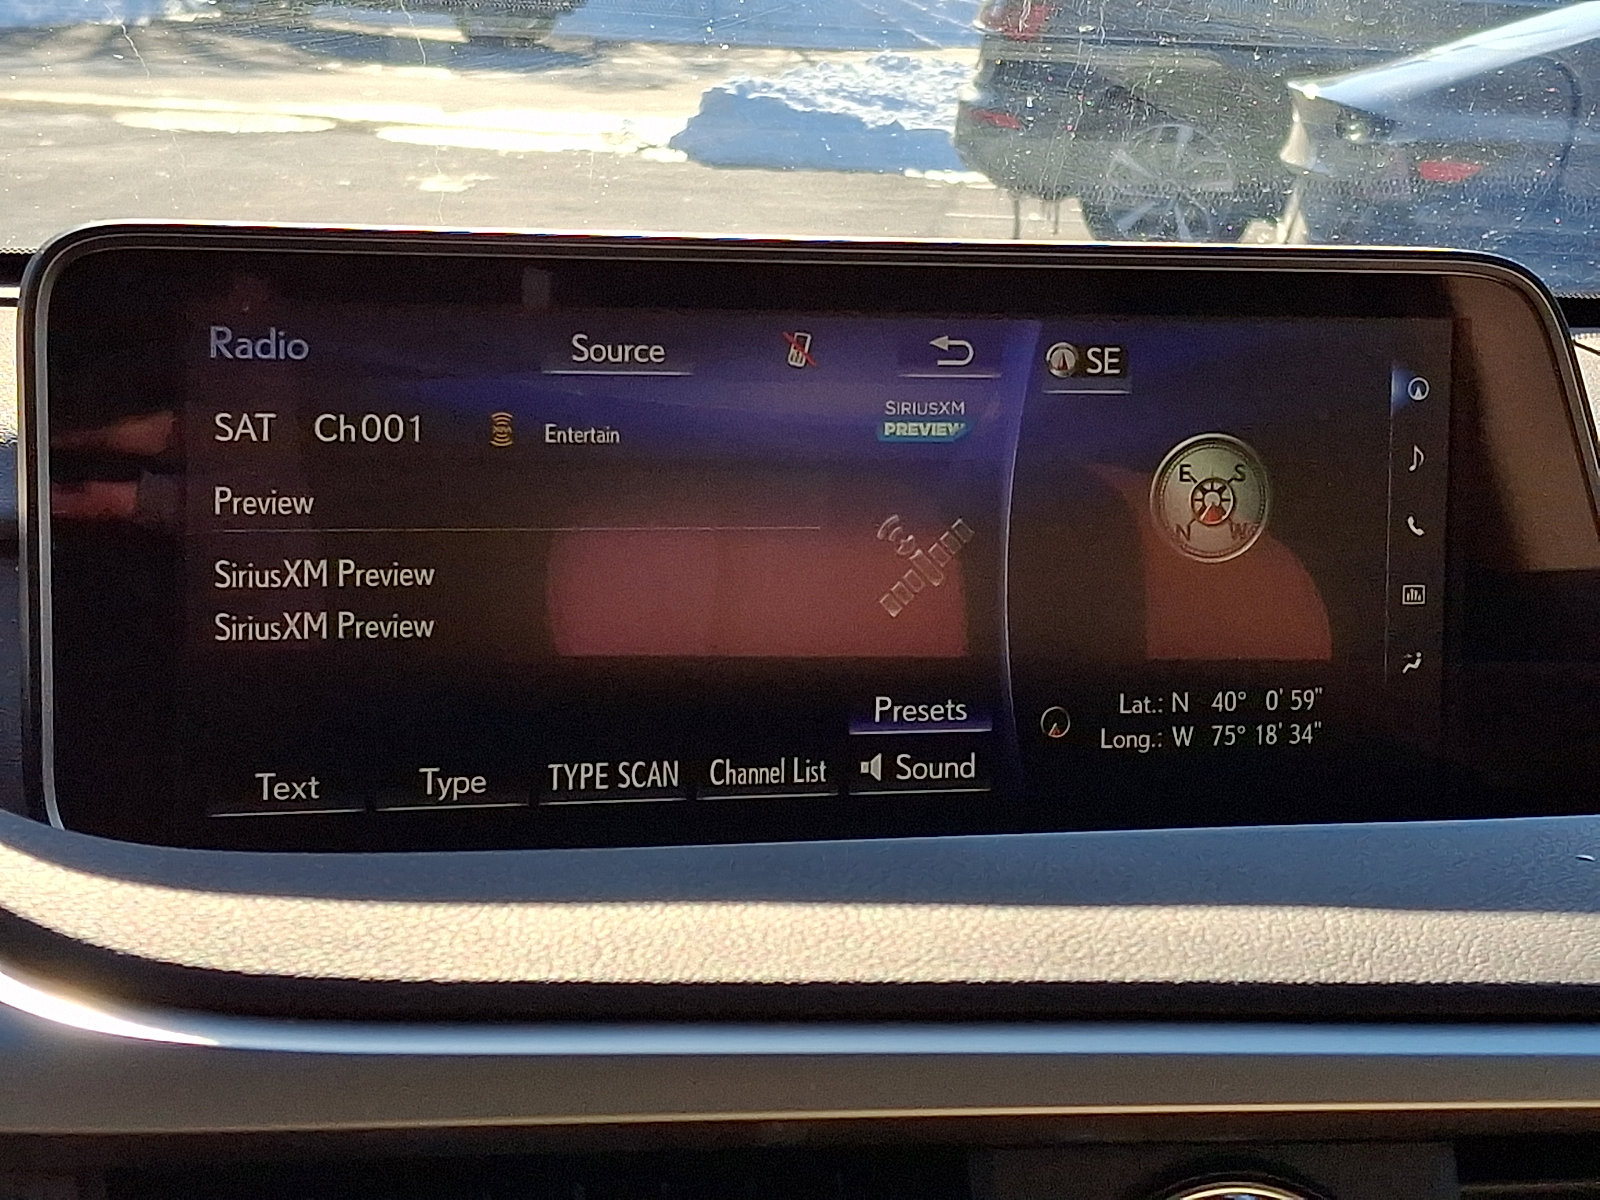 Radio
Source
SE
SAT Ch001
XM
Entertain
SIRIUSXM
PREVIEW
Preview
E S
N W
SiriusXM Preview
SiriusXM Preview
Presets
Lat.: N 40° 0' 59"
Long.: W 75° 18' 34"
Text
Type
TYPE SCAN
Channel List
Sound